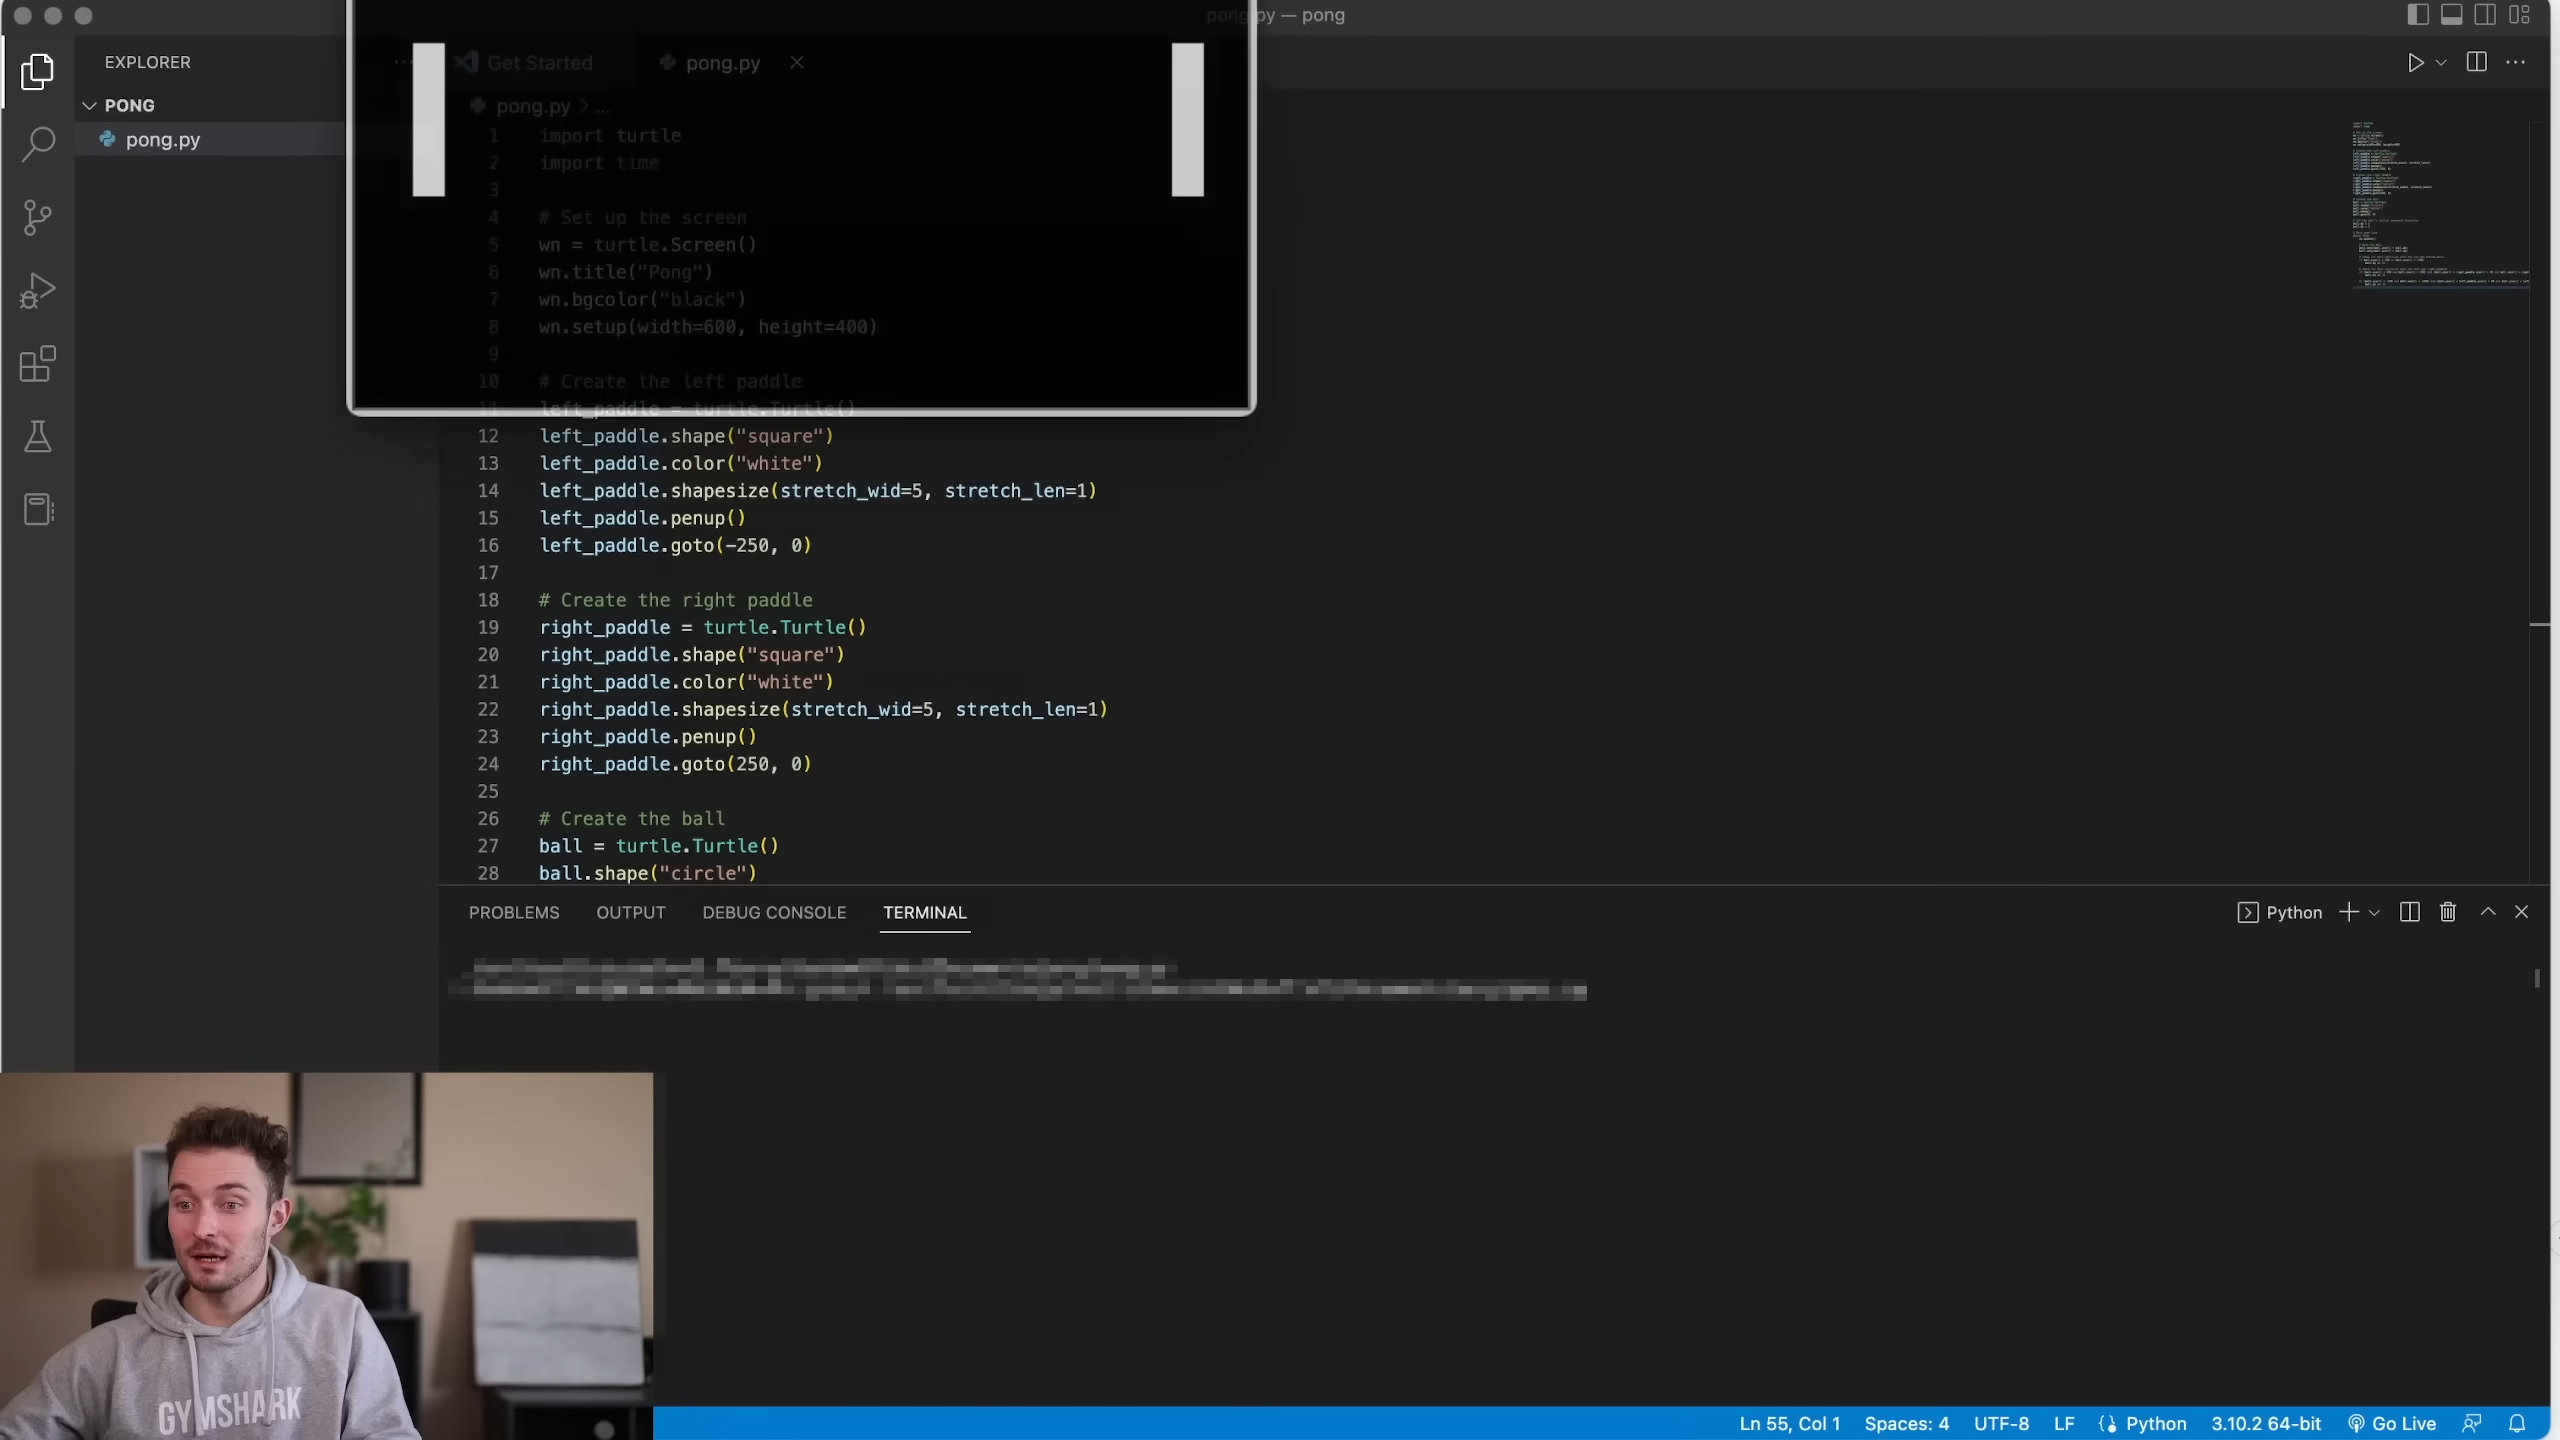 pong.py — pong
EXPLORER
Get Started
pong.py
PONG
pong.py
pong.py > ...
1 import turtle
2 import time
3
4 # Set up the screen
5 wn = turtle.Screen()
6 wn.title("Pong")
7 wn.bgcolor("black")
8 wn.setup(width=600, height=400)
9
10 # Create the left paddle
11 left_paddle = turtle.Turtle()
12 left_paddle.shape("square")
13 left_paddle.color("white")
14 left_paddle.shapesize(stretch_wid=5, stretch_len=1)
15 left_paddle.penup()
16 left_paddle.goto(-250, 0)
17
18 # Create the right paddle
19 right_paddle = turtle.Turtle()
20 right_paddle.shape("square")
21 right_paddle.color("white")
22 right_paddle.shapesize(stretch_wid=5, stretch_len=1)
23 right_paddle.penup()
24 right_paddle.goto(250, 0)
25
26 # Create the ball
27 ball = turtle.Turtle()
28 ball.shape("circle")
PROBLEMS OUTPUT DEBUG CONSOLE TERMINAL
Python
GYMSHARK
Ln 55, Col 1 Spaces: 4 UTF-8 LF Python 3.10.2 64-bit Go Live